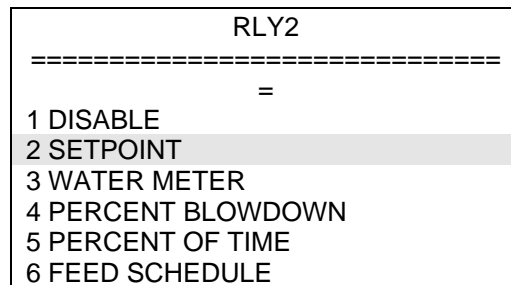 RLY2
==============================
=
1 DISABLE
2 SETPOINT
3 WATER METER
4 PERCENT BLOWDOWN
5 PERCENT OF TIME
6 FEED SCHEDULE